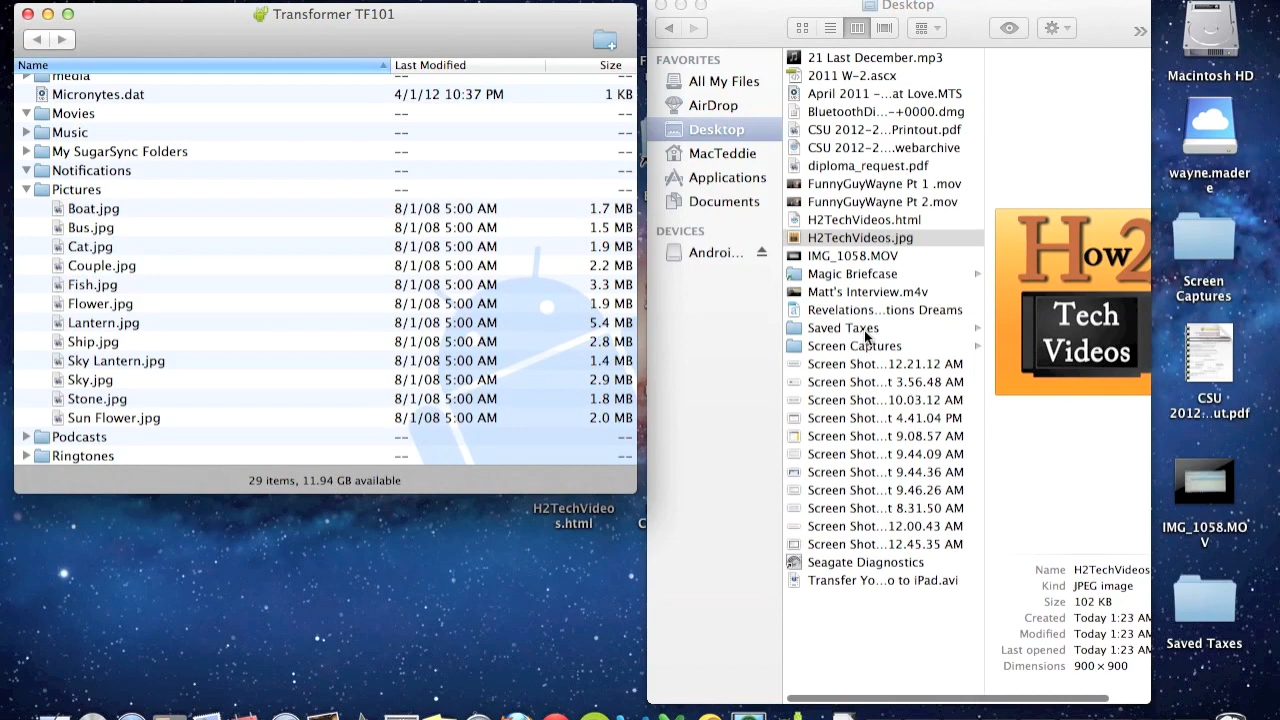 Transformer TF101
Name Last Modified Size
media -- --
Micronytes.dat 4/1/12 10:37 PM 1 KB
Movies -- --
Music -- --
My SugarSync Folders -- --
Notifications -- --
Pictures -- --
Boat.jpg 8/1/08 5:00 AM 1.7 MB
Bus.jpg 8/1/08 5:00 AM 1.5 MB
Cat.jpg 8/1/08 5:00 AM 1.9 MB
Couple.jpg 8/1/08 5:00 AM 2.2 MB
Fish.jpg 8/1/08 5:00 AM 3.3 MB
Flower.jpg 8/1/08 5:00 AM 1.9 MB
Lantern.jpg 8/1/08 5:00 AM 5.4 MB
Ship.jpg 8/1/08 5:00 AM 2.8 MB
Sky Lantern.jpg 8/1/08 5:00 AM 1.4 MB
Sky.jpg 8/1/08 5:00 AM 2.9 MB
Stone.jpg 8/1/08 5:00 AM 1.8 MB
Sun Flower.jpg 8/1/08 5:00 AM 2.0 MB
Podcasts -- --
Ringtones -- --
29 items, 11.94 GB available
H2TechVideo
s.html
Desktop
FAVORITES
All My Files
AirDrop
Desktop
MacTeddie
Applications
Documents
DEVICES
Androi...
21 Last December.mp3
2011 W-2.ascx
April 2011 -...at Love.MTS
BluetoothDi...-+0000.dmg
CSU 2012-2...Printout.pdf
CSU 2012-2....webarchive
diploma_request.pdf
FunnyGuyWayne Pt 1 .mov
FunnyGuyWayne Pt 2.mov
H2TechVideos.html
H2TechVideos.jpg
IMG_1058.MOV
Magic Briefcase
Matt's Interview.m4v
Revelations...tions Dreams
Saved Taxes
Screen Captures
Screen Shot...12.21.12 AM
Screen Shot...t 3.56.48 AM
Screen Shot...10.03.12 AM
Screen Shot...t 4.41.04 PM
Screen Shot...t 9.08.57 AM
Screen Shot...t 9.44.09 AM
Screen Shot...t 9.44.36 AM
Screen Shot...t 9.46.26 AM
Screen Shot...t 8.31.50 AM
Screen Shot...12.00.43 AM
Screen Shot...12.45.35 AM
Seagate Diagnostics
Transfer Yo...o to iPad.avi
How2
Tech
Videos
Name H2TechVideos
Kind JPEG image
Size 102 KB
Created Today 1:23 AM
Modified Today 1:23 AM
Last opened Today 1:23 AM
Dimensions 900 × 900
Macintosh HD
wayne.mader
e
Screen
Captures
CSU
2012-...ut.pdf
IMG_1058.MO
V
Saved Taxes